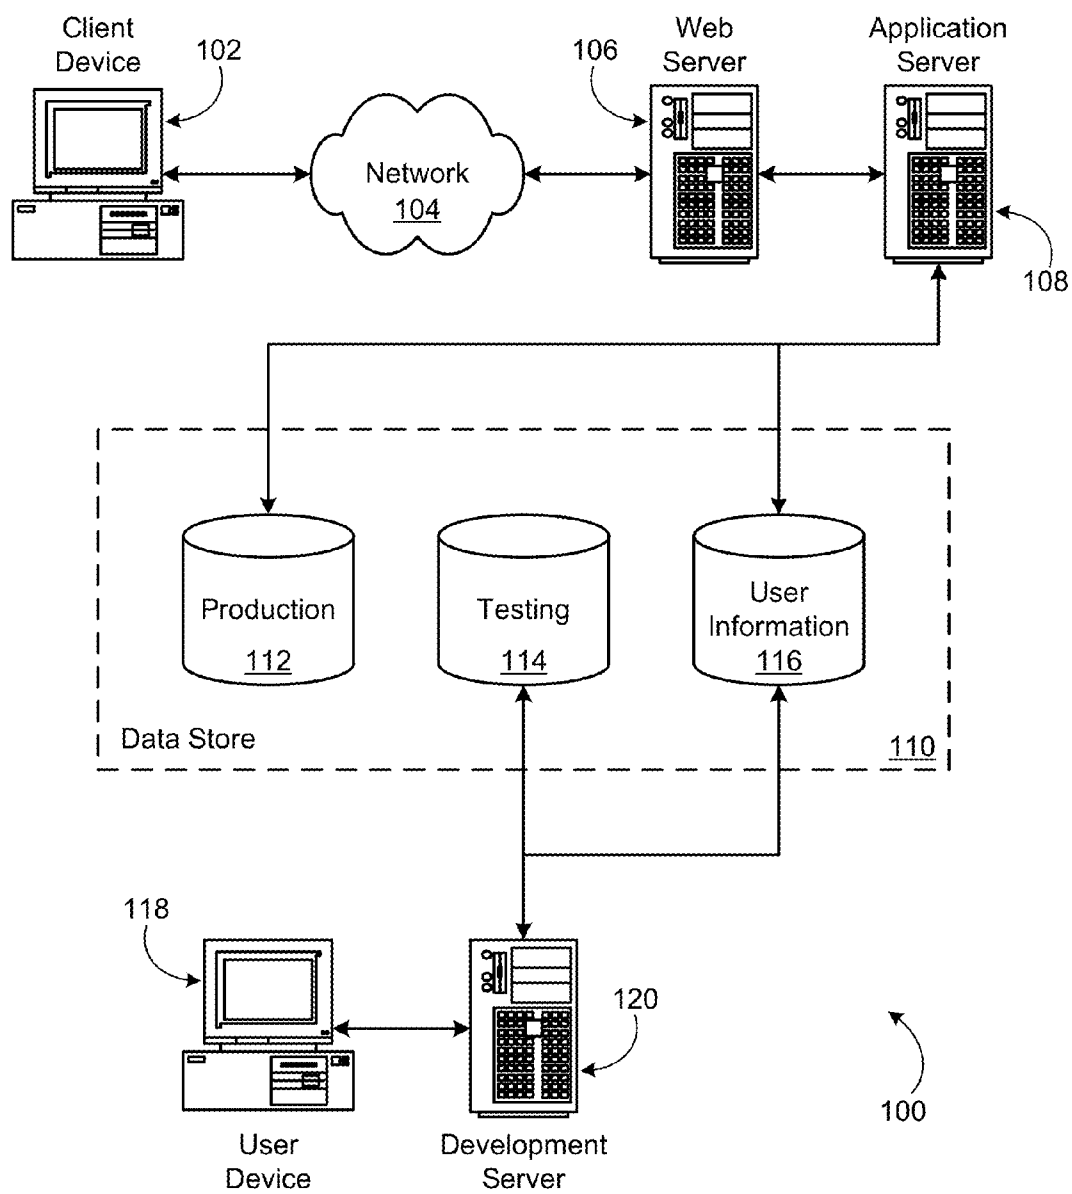 Client
Device
102
Network
104
106
Web
Server
Application
Server
108
Production
112
Testing
114
User
Information
116
Data Store
110
118
User
Device
Development
Server
120
100